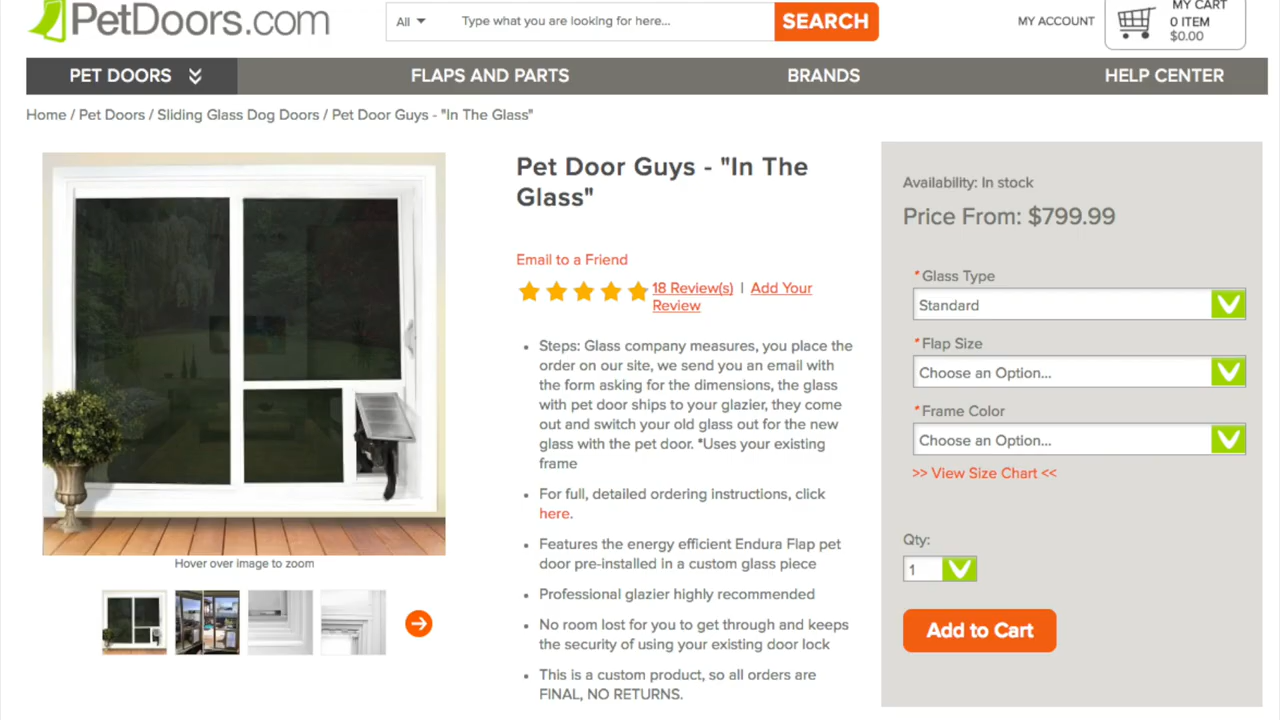 PetDoors.com
All
Type what you are looking for here...
SEARCH
MY ACCOUNT
MY CART
0 ITEM
$0.00
PET DOORS
FLAPS AND PARTS
BRANDS
HELP CENTER
Home / Pet Doors / Sliding Glass Dog Doors / Pet Door Guys - "In The Glass"
Hover over image to zoom
Pet Door Guys - "In The
Glass"
Email to a Friend
18 Review(s) | Add Your
Review
• Steps: Glass company measures, you place the
order on our site, we send you an email with
the form asking for the dimensions, the glass
with pet door ships to your glazier, they come
out and switch your old glass out for the new
glass with the pet door. *Uses your existing
frame
• For full, detailed ordering instructions, click
here.
• Features the energy efficient Endura Flap pet
door pre-installed in a custom glass piece
• Professional glazier highly recommended
• No room lost for you to get through and keeps
the security of using your existing door lock
• This is a custom product, so all orders are
FINAL, NO RETURNS.
Availability: In stock
Price From: $799.99
*Glass Type
Standard
*Flap Size
Choose an Option...
*Frame Color
Choose an Option...
>> View Size Chart <<
Qty:
1
Add to Cart